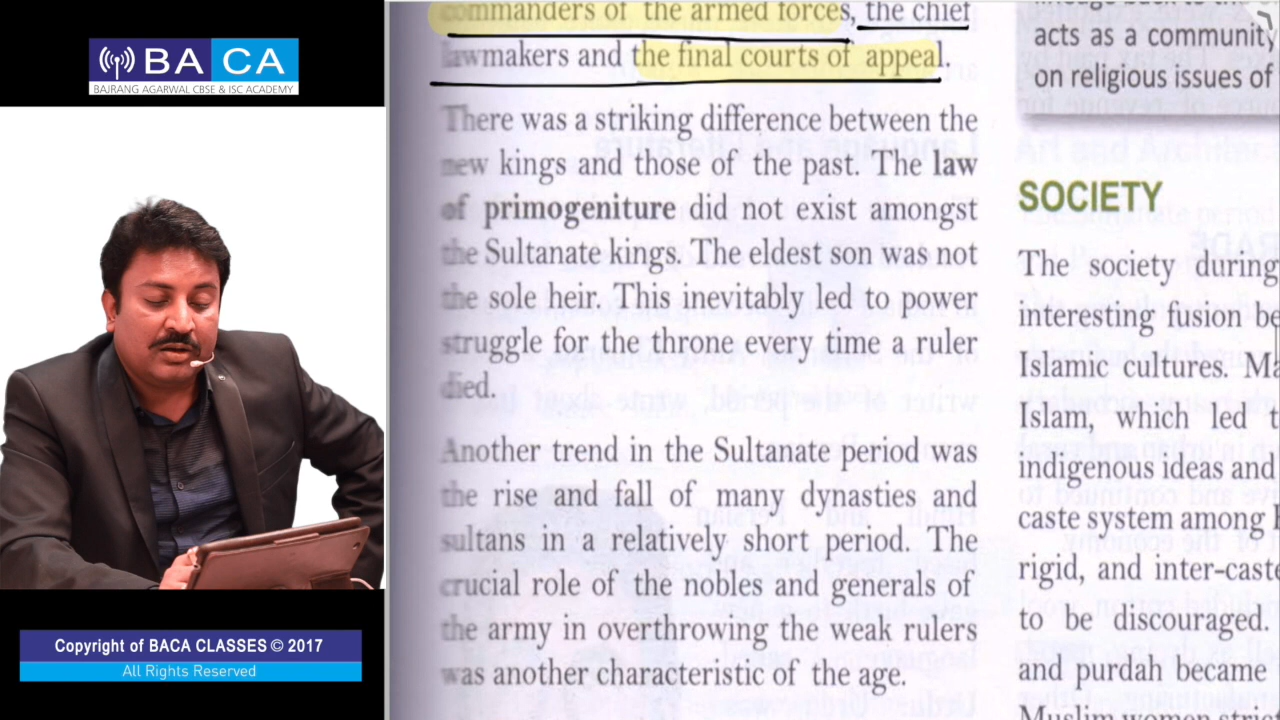 BACA
BAJRANG AGARWAL CBSE & ISC ACADEMY
Copyright of BACA CLASSES © 2017
All Rights Reserved
commanders of the armed forces, the chief
lawmakers and the final courts of appeal.
There was a striking difference between the
new kings and those of the past. The law
of primogeniture did not exist amongst
the Sultanate kings. The eldest son was not
the sole heir. This inevitably led to power
struggle for the throne every time a ruler
died.
Another trend in the Sultanate period was
the rise and fall of many dynasties and
sultans in a relatively short period. The
crucial role of the nobles and generals of
the army in overthrowing the weak rulers
was another characteristic of the age.
acts as a community
on religious issues of
SOCIETY
The society during
interesting fusion be
Islamic cultures. Ma
Islam, which led t
indigenous ideas and
caste system among
rigid, and inter-caste
to be discouraged.
and purdah became
Muslim women strict